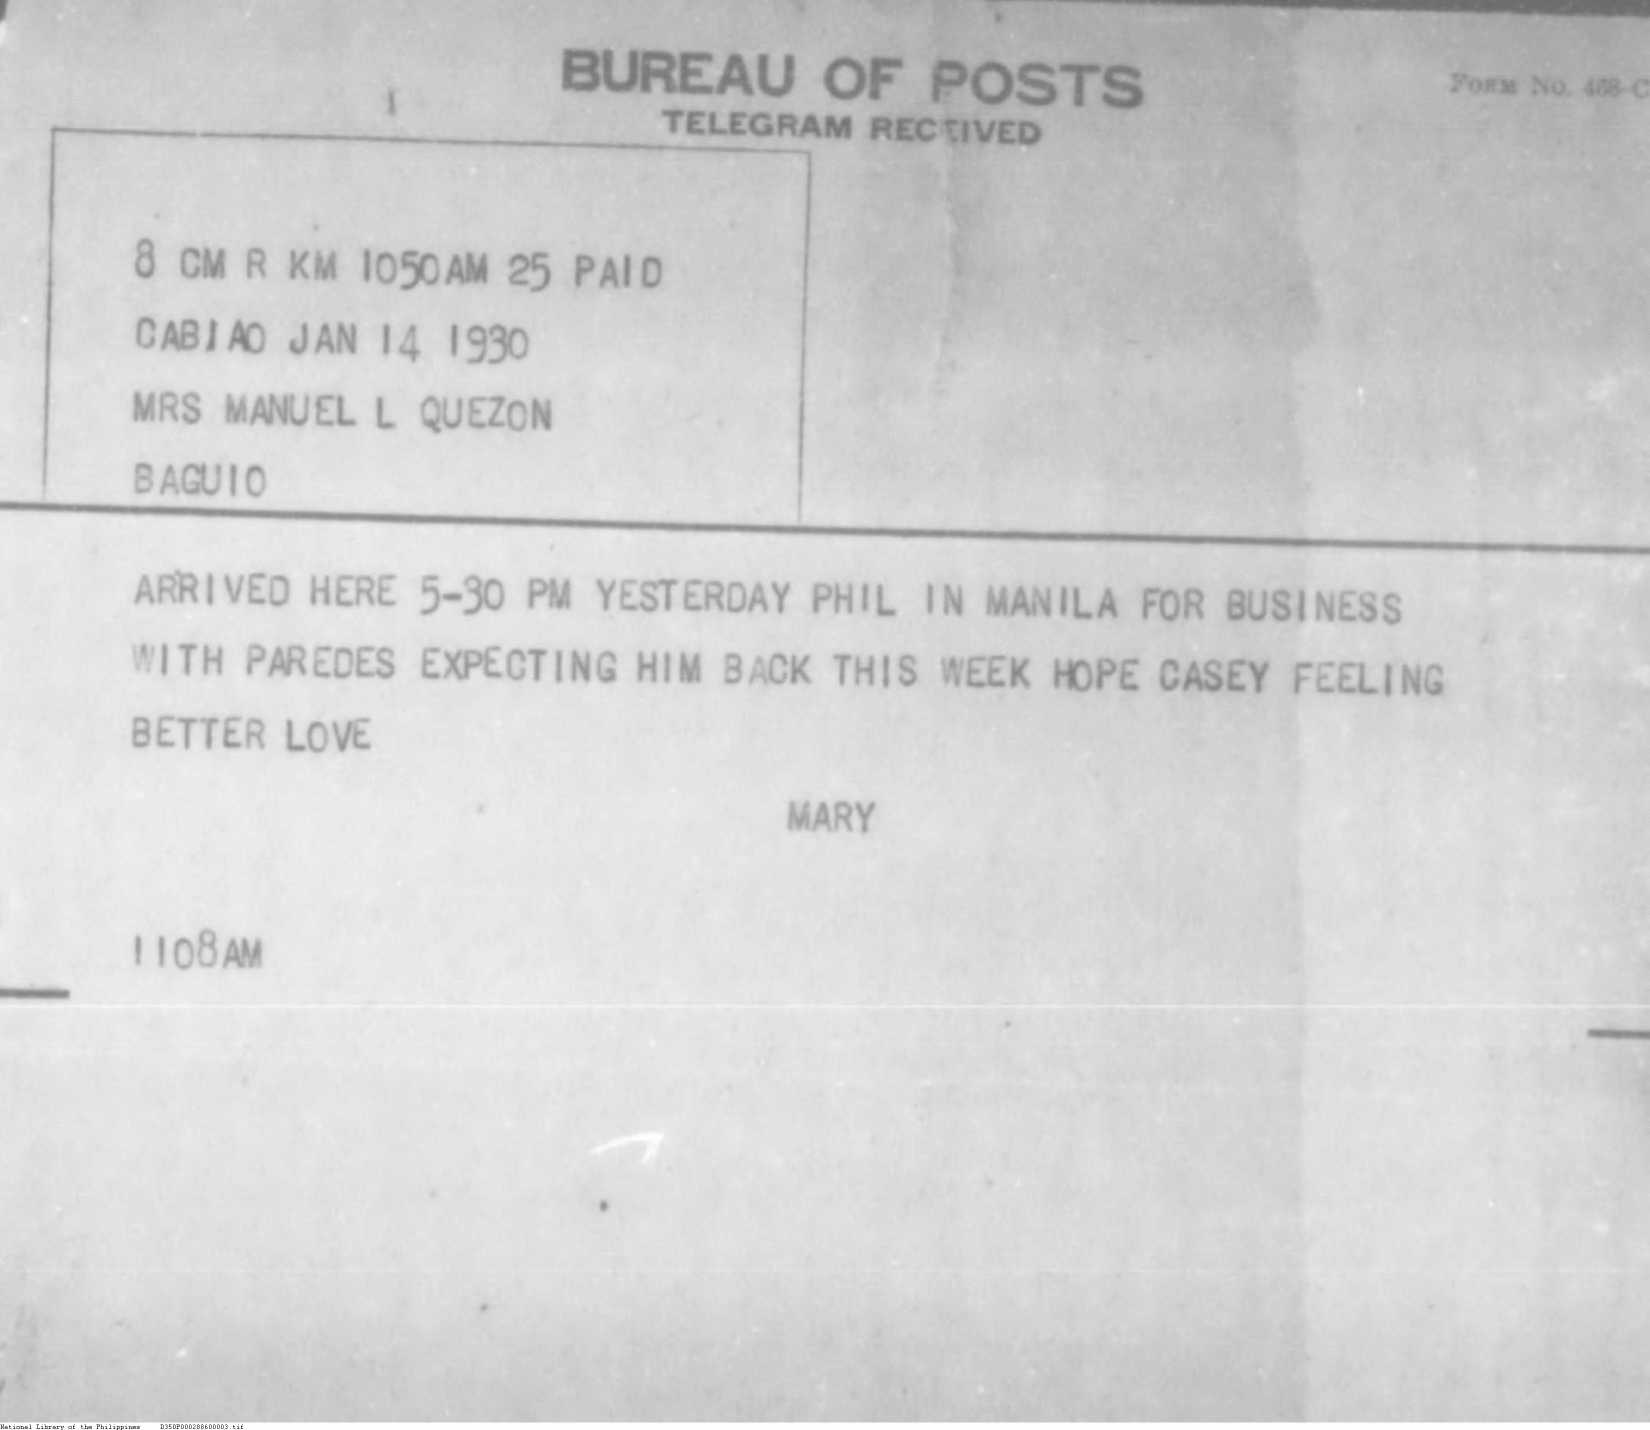 BUREAU OF POSTS
Form No. 468-C
TELEGRAM RECEIVED
8 CM R KM 1050AM 25 PAID
CABIAO JAN 14 1930
MRS MANUEL L QUEZON
BAGUIO
ARRIVED HERE 5-30 PM YESTERDAY PHIL IN MANILA FOR BUSINESS
WITH PAREDES EXPECTING HIM BACK THIS WEEK HOPE CASEY FEELING
BETTER LOVE
MARY
1108AM
National Library of the Philippines D350P000208600003.tif